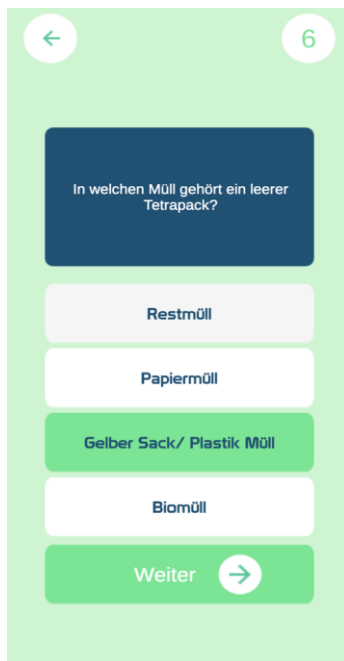 6
In welchen Müll gehört ein leerer
Tetrapack?
Restmüll
Papiermüll
Gelber Sack/ Plastik Müll
Biomüll
Weiter